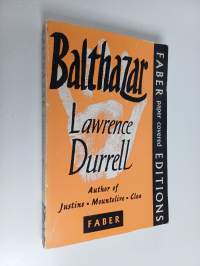 Balthazar
Lawrence
Durrell
Author of
Justine • Mountolive • Clea
FABER
FABER paper covered EDITIONS